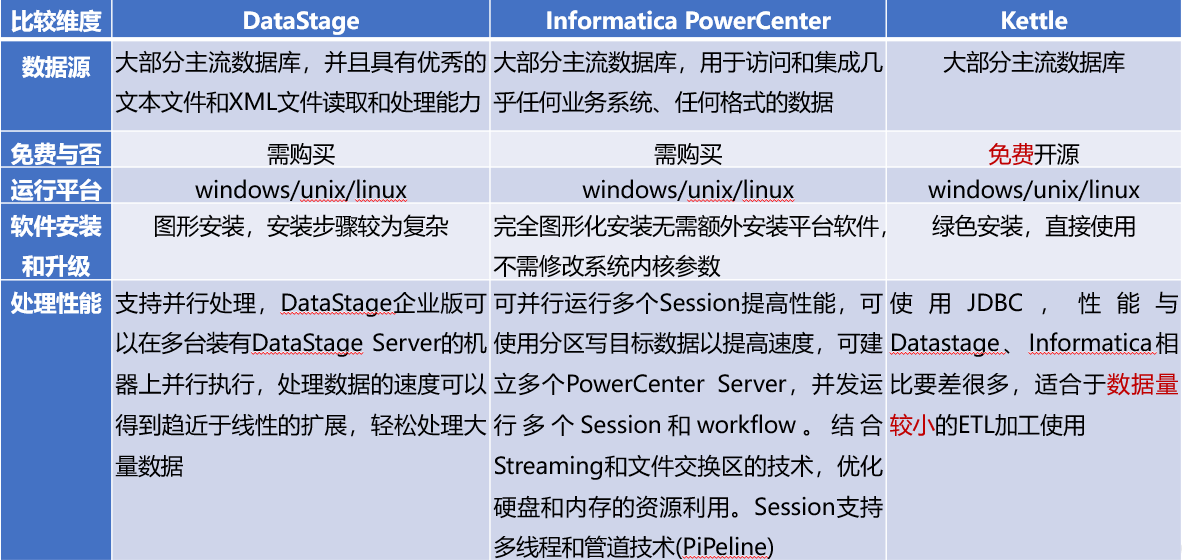 比较维度
DataStage
Informatica PowerCenter
Kettle
数据源
大部分主流数据库，并且具有优秀的
文本文件和XML文件读取和处理能力
大部分主流数据库，用于访问和集成几
乎任何业务系统、任何格式的数据
大部分主流数据库
免费与否
需购买
需购买
免费开源
运行平台
windows/unix/linux
windows/unix/linux
windows/unix/linux
软件安装
和升级
图形安装，安装步骤较为复杂
完全图形化安装无需额外安装平台软件，
不需修改系统内核参数
绿色安装，直接使用
处理性能
支持并行处理，DataStage企业版可
以在多台装有DataStage Server的机
器上并行执行，处理数据的速度可以
得到趋近于线性的扩展，轻松处理大
量数据
可并行运行多个Session提高性能，可
使用分区写目标数据以提高速度，可建
立多个PowerCenter Server，并发运
行多个Session和workflow。结合
Streaming和文件交换区的技术，优化
硬盘和内存的资源利用。Session支持
多线程和管道技术(PiPeline)
使用JDBC，性能与
Datastage、Informatica相
比要差很多，适合于数据量
较小的ETL加工使用